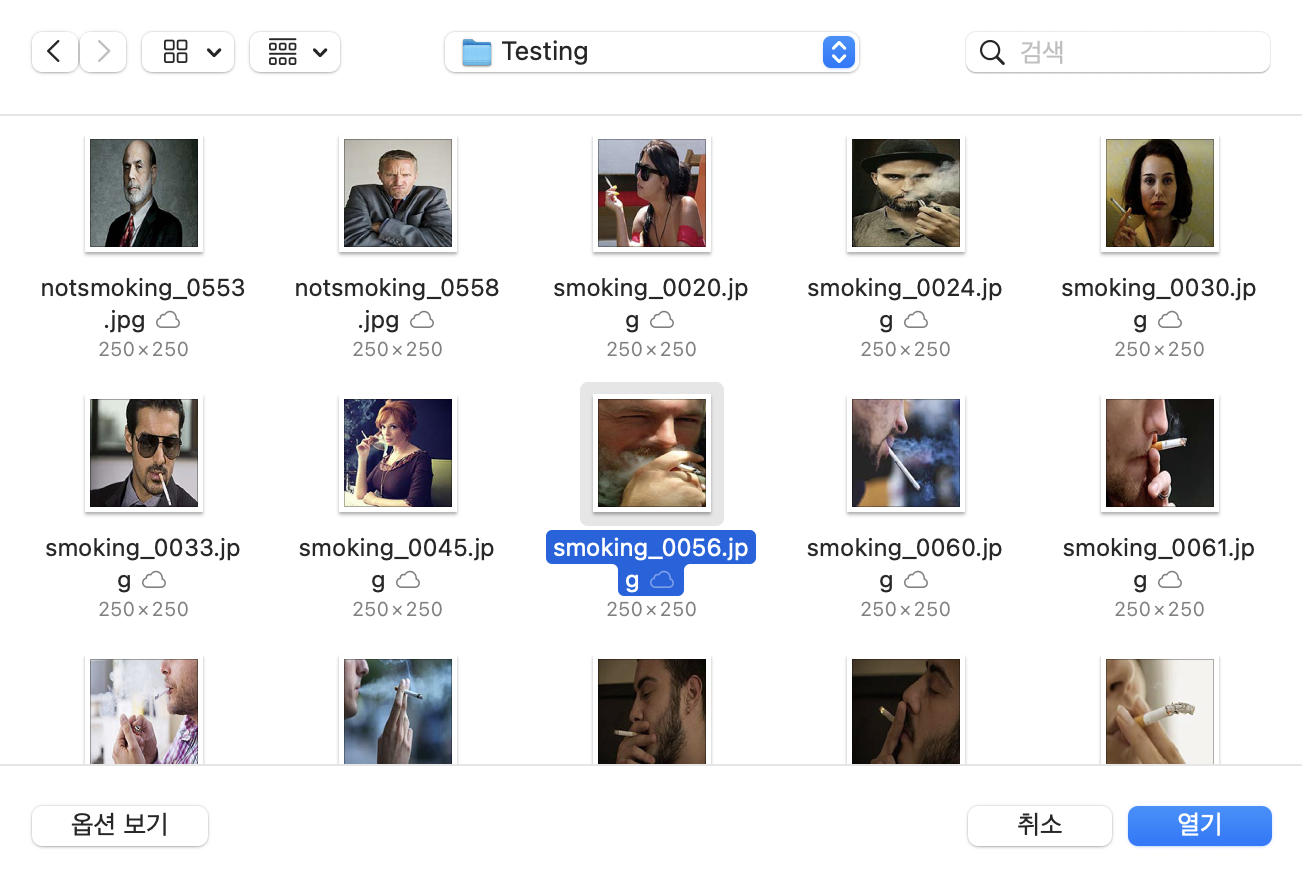 Testing
검색
notsmoking_0553
.jpg
250×250
notsmoking_0558
.jpg
250×250
smoking_0020.jp
g
250×250
smoking_0024.jp
g
250×250
smoking_0030.jp
g
250×250
smoking_0033.jp
g
250×250
smoking_0045.jp
g
250×250
smoking_0056.jp
g
250×250
smoking_0060.jp
g
250×250
smoking_0061.jp
g
250×250
옵션 보기
취소
열기